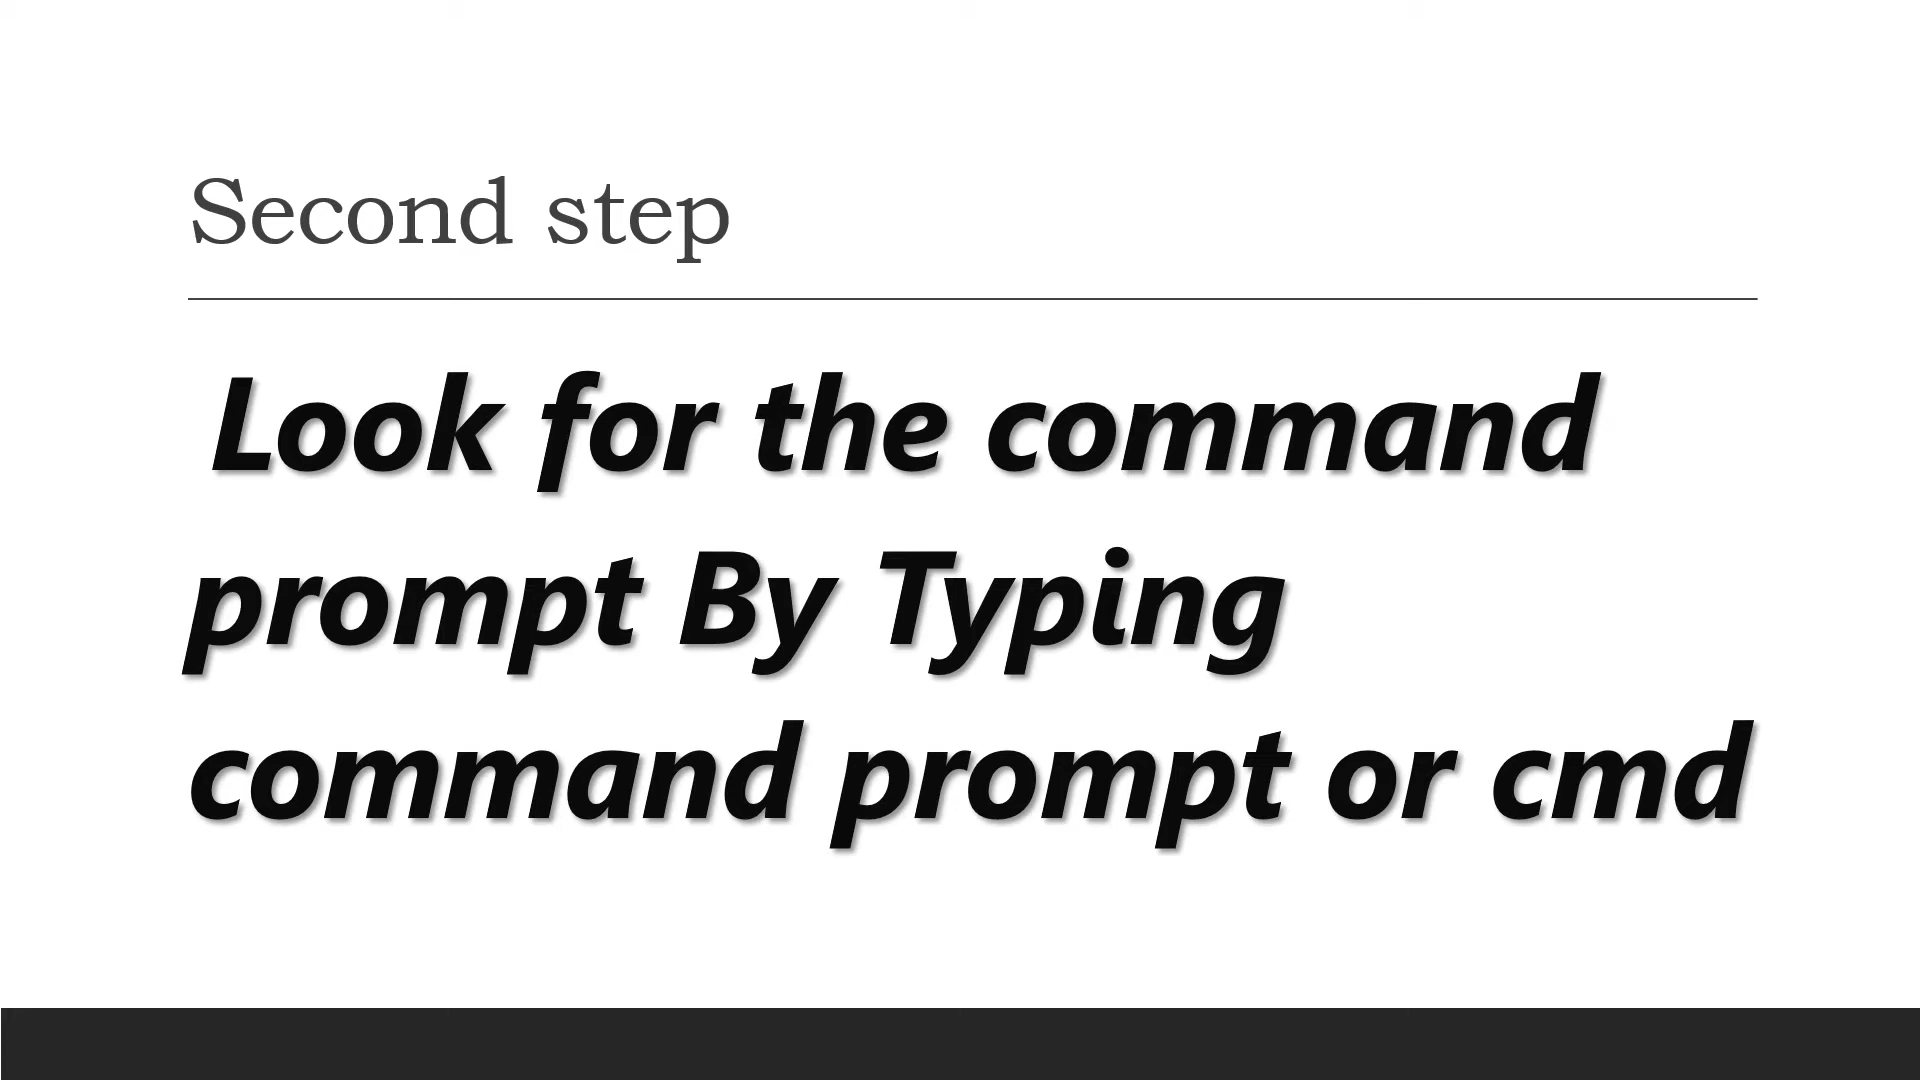 Second step
Look for the command
prompt By Typing
command prompt or cmd